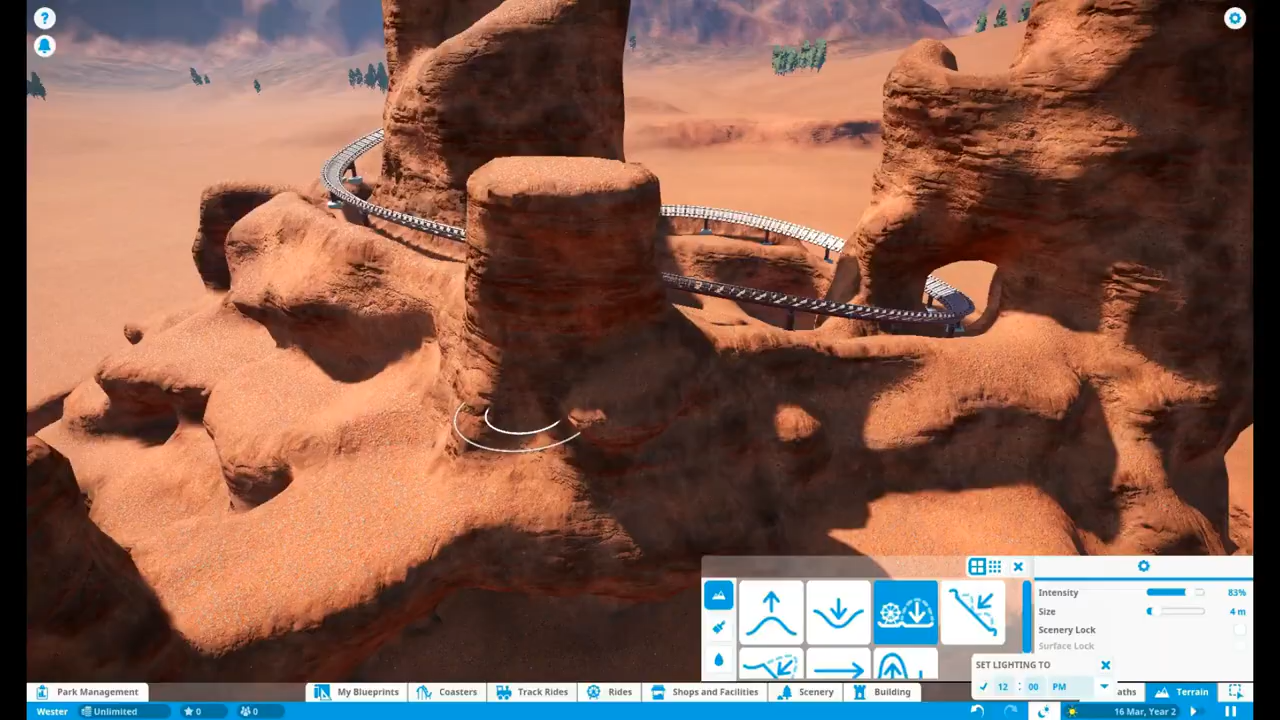 ?
Intensity 83%
Size 4 m
Scenery Lock
Surface Lock
SET LIGHTING TO
12 : 00 PM
Park Management My Blueprints Coasters Track Rides Rides Shops and Facilities Scenery Building aths Terrain
Wester Unlimited 0 0 16 Mar, Year 2